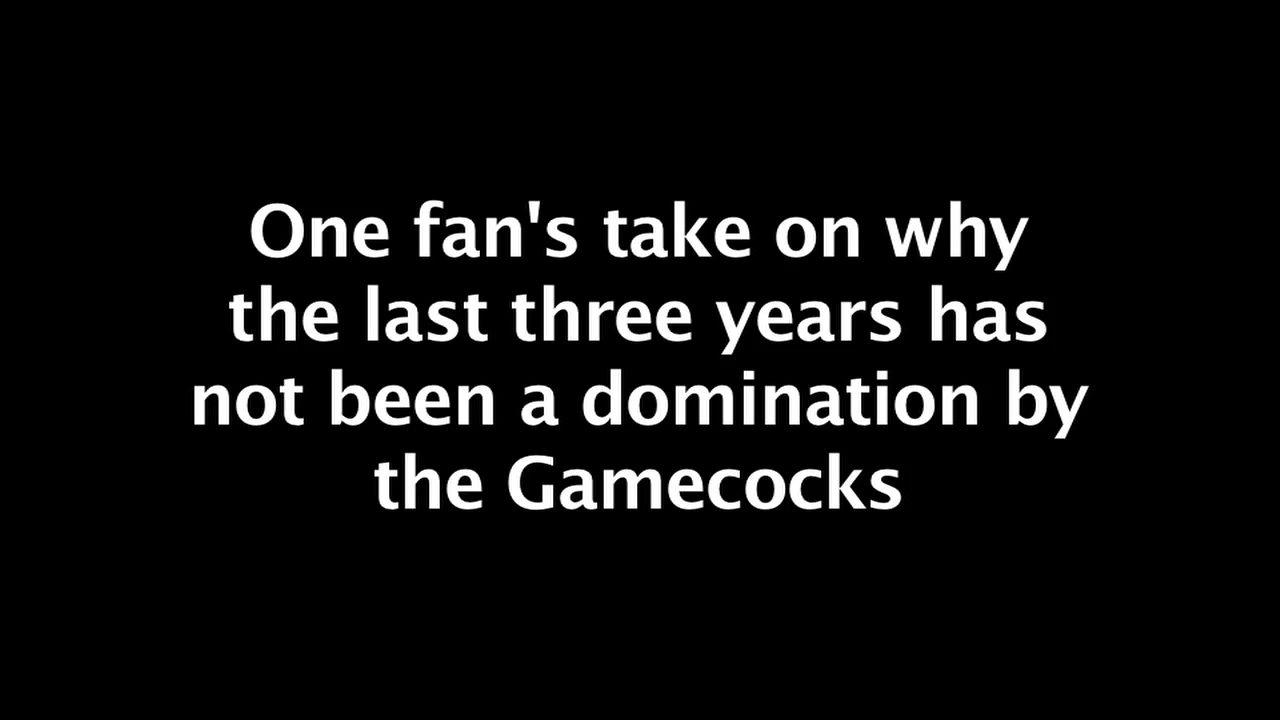 One fan's take on why
the last three years has
not been a domination by
the Gamecocks